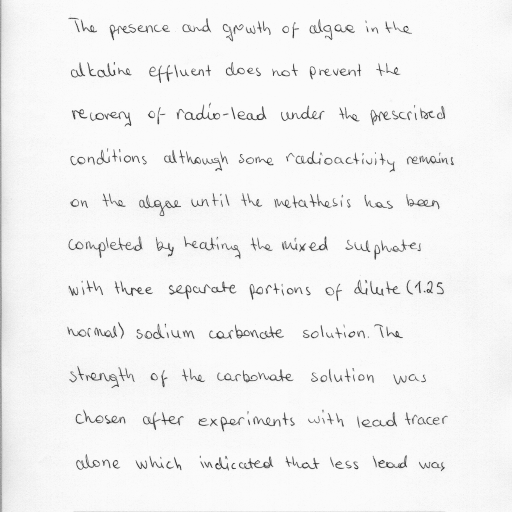 The presence and growth of algae in the
alkaline effluent does not prevent the
recovery of radio-lead under the prescribed
conditions although some radioactivity remains
on the algae until the metathesis has been
completed by heating the mixed sulphates
with three separate portions of dilute (1.25
normal) sodium carbonate solution. The
strength of the carbonate solution was
chosen after experiments with lead tracer
alone which indicated that less lead was